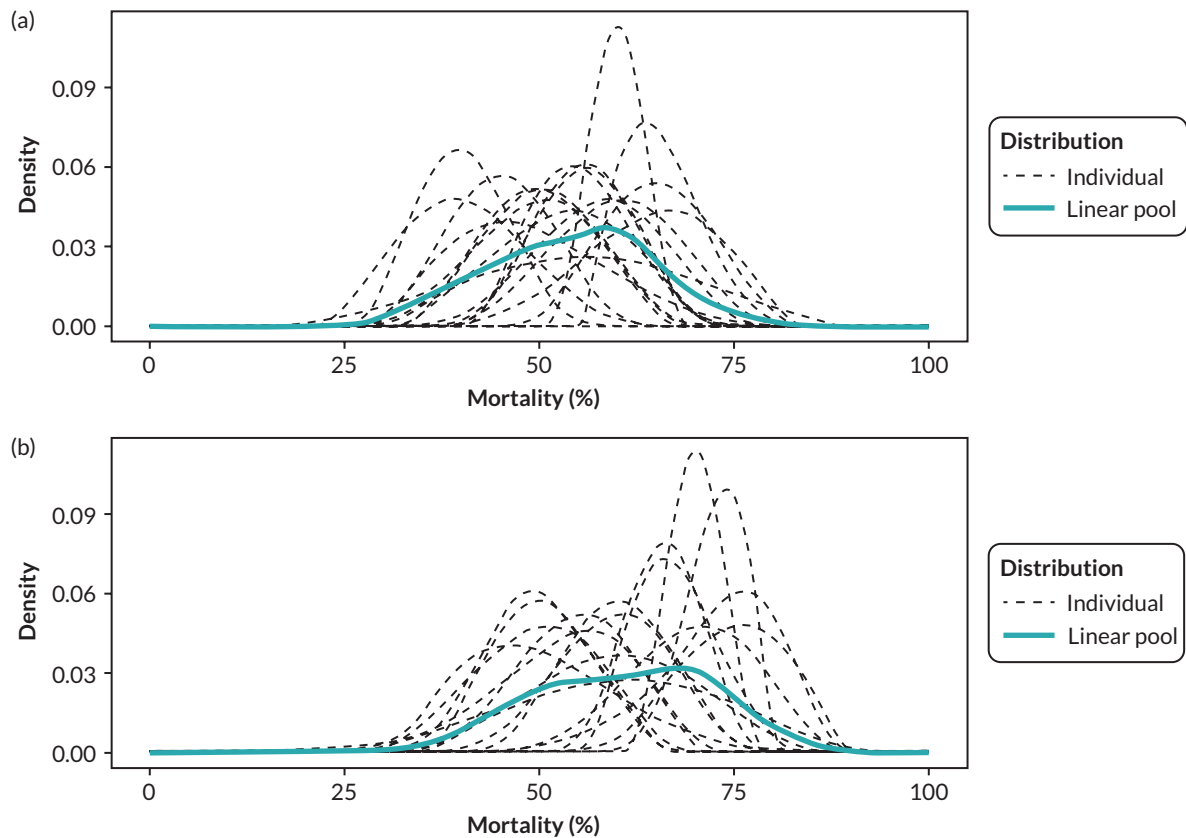 (a)
0.09
0.06
0.03
0.00
Density
0 25 50 75 100
Mortality (%)
Distribution
Individual
Linear pool
(b)
0.09
0.06
0.03
0.00
Density
0 25 50 75 100
Mortality (%)
Distribution
Individual
Linear pool